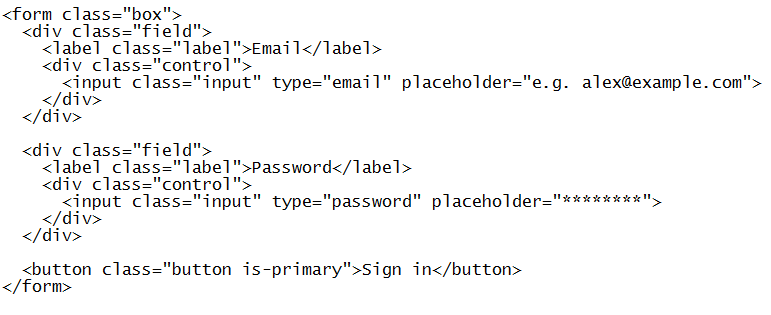 <form class="box">
  <div class="field">
    <label class="label">Email</label>
    <div class="control">
      <input class="input" type="email" placeholder="e.g. alex@example.com">
    </div>
  </div>

  <div class="field">
    <label class="label">Password</label>
    <div class="control">
      <input class="input" type="password" placeholder="********">
    </div>
  </div>

  <button class="button is-primary">Sign in</button>
</form>